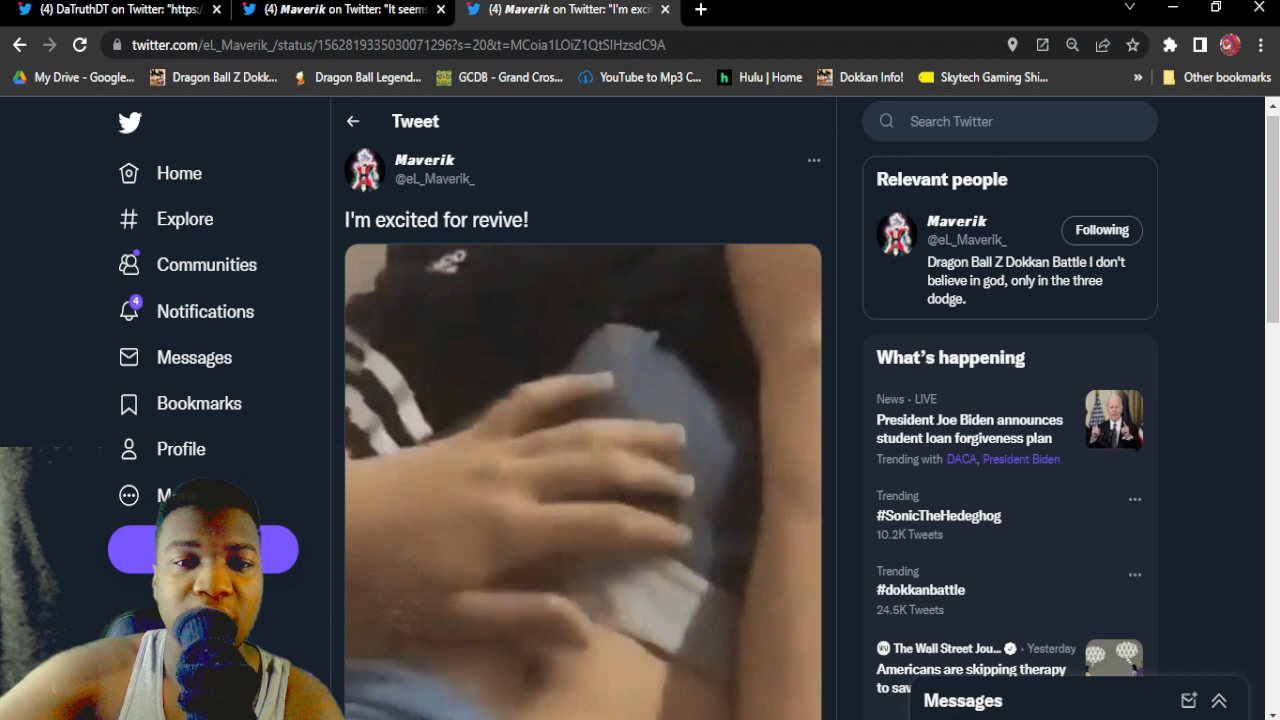 (4) DaTruthDT on Twitter: "https:/
(4) Maverik on Twitter: "It seems
(4) Maverik on Twitter: "I'm exci
twitter.com/eL_Maverik_/status/1562819335030071296?s=20&t=MCoia1LOiZ1QtSIHzsdC9A
My Drive - Google...
Dragon Ball Z Dokk...
Dragon Ball Legend...
GCDB - Grand Cros...
YouTube to Mp3 C...
Hulu | Home
Dokkan Info!
Skytech Gaming Shi...
»
Other bookmarks
Home
Explore
Communities
4
Notifications
Messages
Bookmarks
Profile
Tweet
Maverik
@eL_Maverik_
I'm excited for revive!
Search Twitter
Relevant people
Maverik
@eL_Maverik_
Following
Dragon Ball Z Dokkan Battle I don't
believe in god, only in the three
dodge.
What's happening
News · LIVE
President Joe Biden announces
student loan forgiveness plan
Trending with DACA, President Biden
Trending
#SonicTheHedeghog
10.2K Tweets
Trending
#dokkanbattle
24.5K Tweets
The Wall Street Jou... · Yesterday
Americans are skipping therapy
Messages